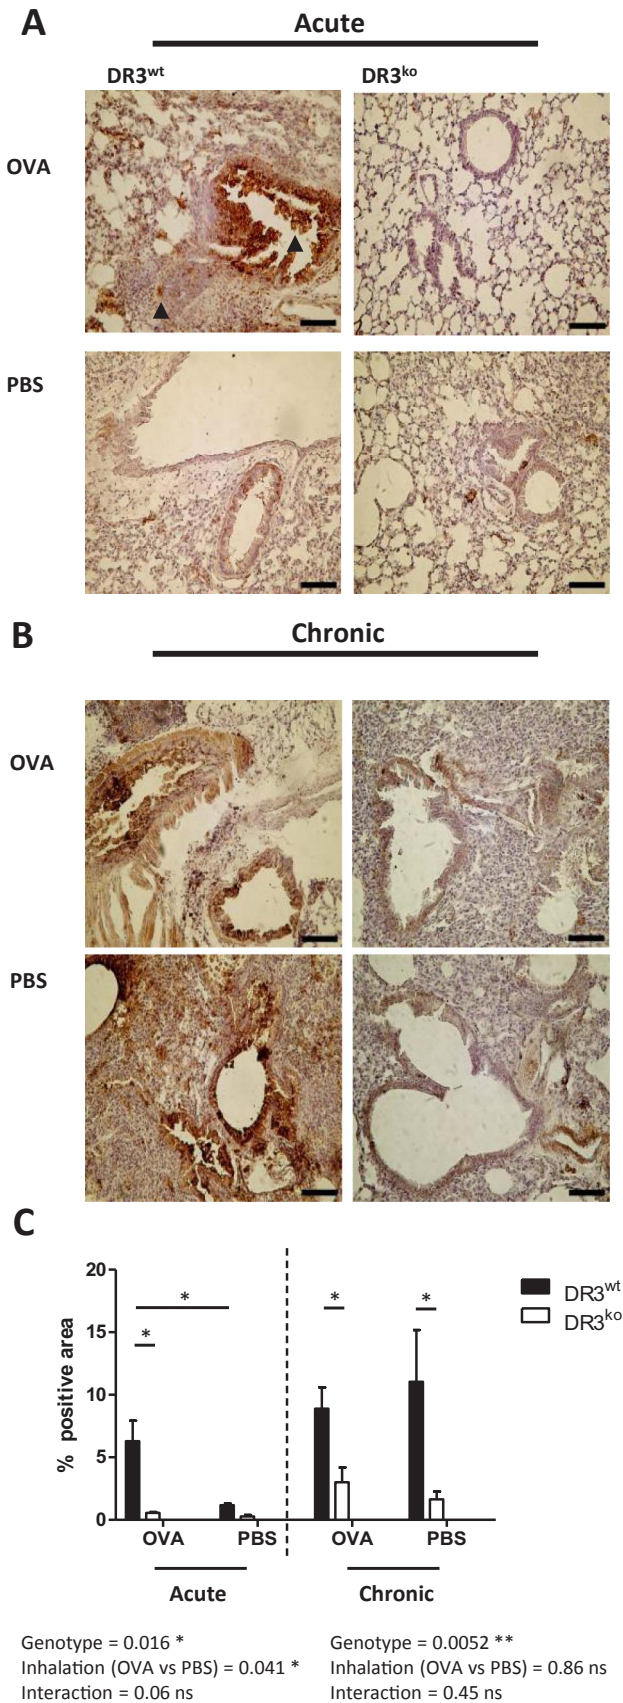 A
Acute
DR3wt DR3ko
OVA
PBS
B
Chronic
OVA
PBS
C
20
15
10
5
0
% positive area
* * * *
DR3wt
DR3ko
OVA PBS OVA PBS
Acute Chronic
Genotype = 0.016 *
Inhalation (OVA vs PBS) = 0.041 *
Interaction = 0.06 ns
Genotype = 0.0052 **
Inhalation (OVA vs PBS) = 0.86 ns
Interaction = 0.45 ns